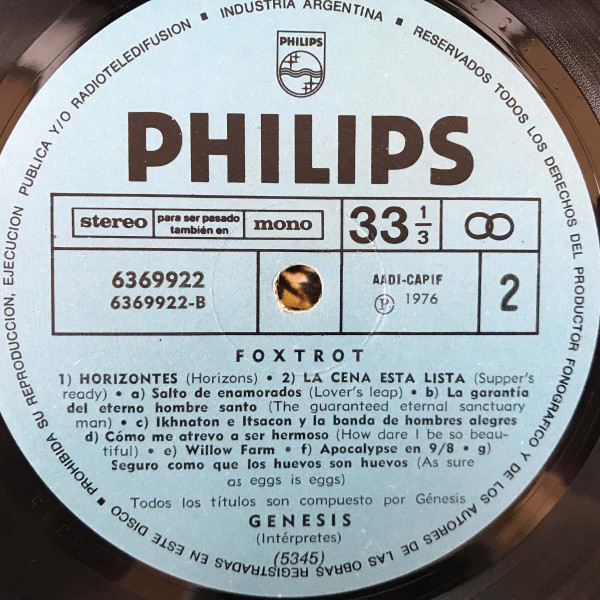 INDUSTRIA ARGENTINA • RESERVADOS TODOS LOS DERECHOS DEL PRODUCTOR FONOGRAFICO Y DE LOS AUTORES DE LAS OBRAS REGISTRADAS EN ESTE DISCO • PROHIBIDA SU REPRODUCCION, EJECUCION PUBLICA Y/O RADIOTELEDIFUSION •
PHILIPS
PHILIPS
stereo para ser pasado también en mono 33 1/3
6369922
6369922-B
AADI-CAPIF
Ⓟ 1976
2
FOXTROT
1) HORIZONTES (Horizons) • 2) LA CENA ESTA LISTA (Supper's
ready) • a) Salto de enamorados (Lover's leap) • b) La garantía
del eterno hombre santo (The guaranteed eternal sanctuary
man) • c) Ikhnaton e Itsacon y la banda de hombres alegres
d) Cómo me atrevo a ser hermoso (How dare I be so beau-
tiful) • e) Willow Farm • f) Apocalypse en 9/8 • g)
Seguro como que los huevos son huevos (As sure
as eggs is eggs)
Todos los títulos son compuesto por Génesis
GENESIS
(Intérpretes)
(5345)